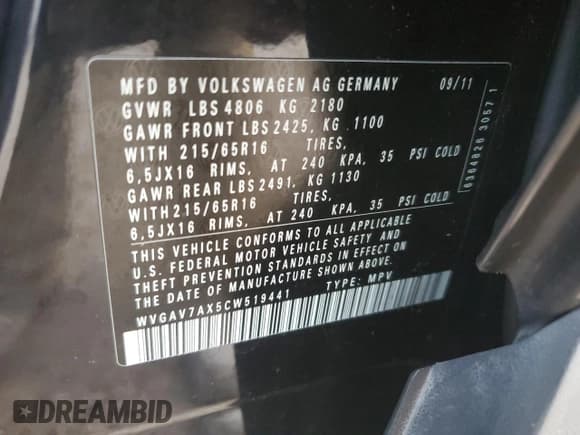 MFD BY VOLKSWAGEN AG GERMANY 09/11
GVWR LBS 4806 KG 2180
GAWR FRONT LBS 2425, KG 1100
WITH 215/65R16 TIRES,
6,5JX16 RIMS, AT 240 KPA, 35 PSI COLD
GAWR REAR LBS 2491, KG 1130
WITH 215/65R16 TIRES,
6,5JX16 RIMS, AT 240 KPA, 35 PSI COLD
THIS VEHICLE CONFORMS TO ALL APPLICABLE
U.S. FEDERAL MOTOR VEHICLE SAFETY AND
THEFT PREVENTION STANDARDS IN EFFECT ON
THE DATE OF MANUFACTURE SHOWN ABOVE.
WVGAV7AX5CW519441 TYPE: MPV
6364826 3057 1
DREAMBID